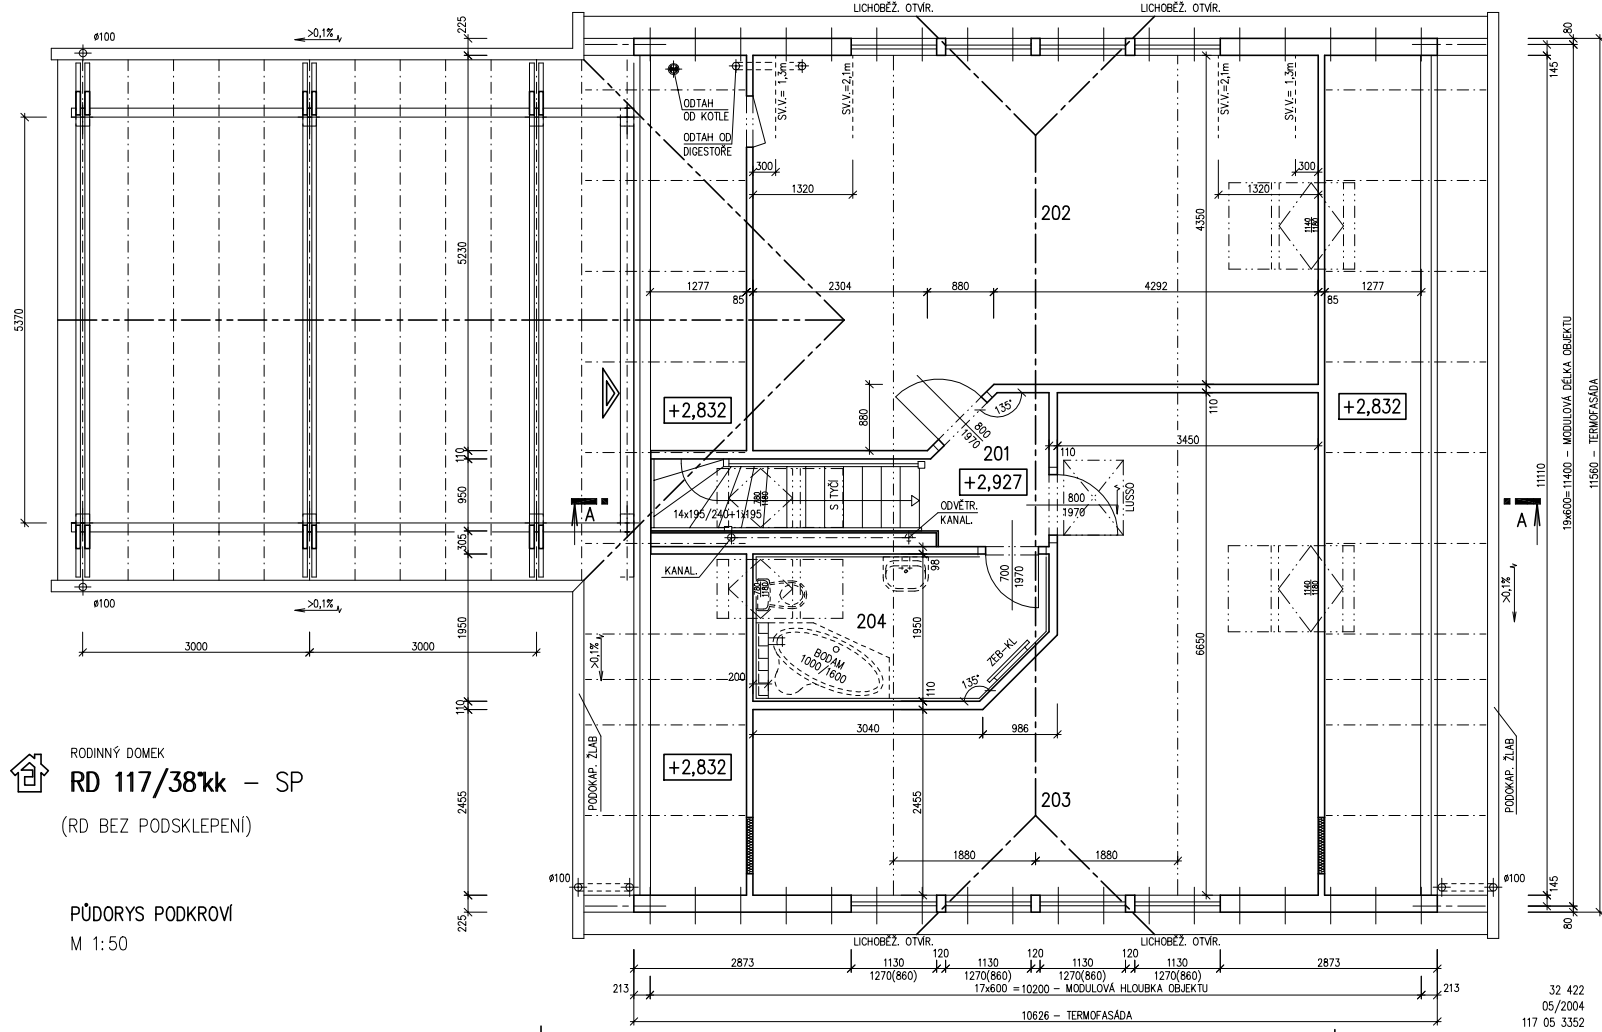 LICHOBĚŽ. OTVÍR.
LICHOBĚŽ. OTVÍR.
ø100
>0,1%
225
80
145
ODTAH
OD KOTLE
ODTAH OD
DIGESTOŘE
SV.V.= 1,3m
SV.V.=2,1m
SV.V.=2,1m
SV.V.= 1,3m
300
1320
300
1320
202
4350
1140
1180
5230
5370
1277
85
2304
880
4292
85
1277
+2,832
+2,832
880
135°
800
1970
201
+2,927
110
110
3450
110
950
305
S TYČÍ
780
1180
14x195/240+1x195
ODVĚTR.
KANAL.
800
1970
LUSSO
A
A
KANAL.
98
700
1970
780
1180
204
1950
BODAM
1000/1600
200
ŽEB-KL
135°
110
1140
1180
6650
ø100
>0,1%
3000
3000
1950
110
>0,1%
>0,1%
3040
986
PODOKAP. ŽLAB
PODOKAP. ŽLAB
+2,832
2455
2455
203
1880
1880
ø100
ø100
225
145
80
11110
19x600=11400 – MODULOVÁ DÉLKA OBJEKTU
11560 – TERMOFASÁDA
RODINNÝ DOMEK
RD 117/38°kk – SP
(RD BEZ PODSKLEPENÍ)
PŮDORYS PODKROVÍ
M 1:50
LICHOBĚŽ. OTVÍR.
LICHOBĚŽ. OTVÍR.
2873
1130
120
1130
120
1130
120
1130
2873
1270(860)
1270(860)
1270(860)
1270(860)
213
17x600 =10200 – MODULOVÁ HLOUBKA OBJEKTU
213
10626 – TERMOFASÁDA
32 422
05/2004
117 05 3352